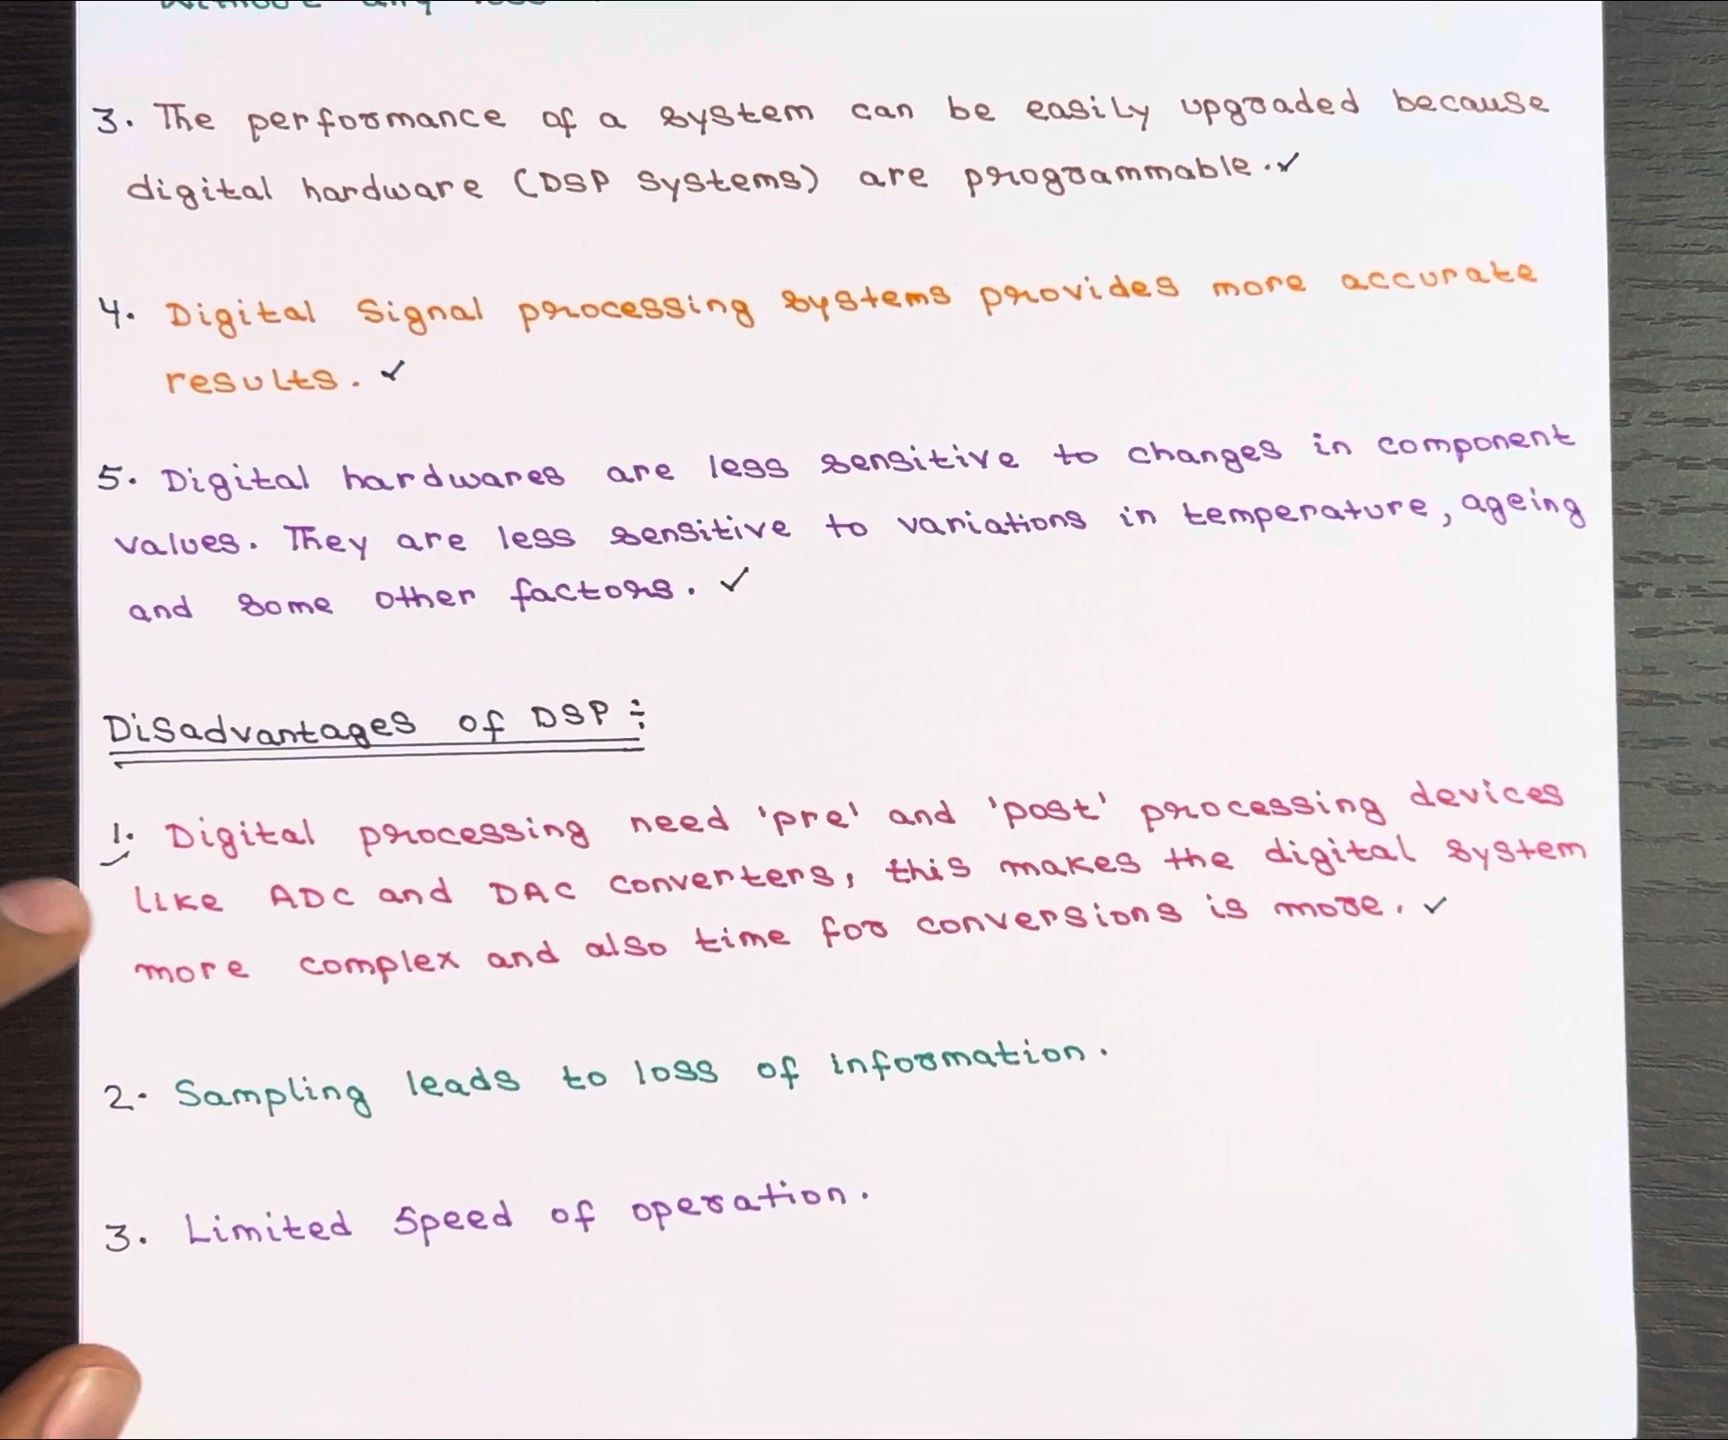 3. The performance of a system can be easily upgraded because
digital hardware (DSP Systems) are programmable. ✓
4. Digital Signal processing systems provides more accurate
results. ✓
5. Digital hardwares are less sensitive to changes in component
values. They are less sensitive to variations in temperature, ageing
and some other factors. ✓
Disadvantages of DSP :
1. Digital processing need 'pre' and 'post' processing devices
like ADC and DAC converters, this makes the digital system
more complex and also time for conversions is more. ✓
2. Sampling leads to loss of information.
3. Limited Speed of operation.